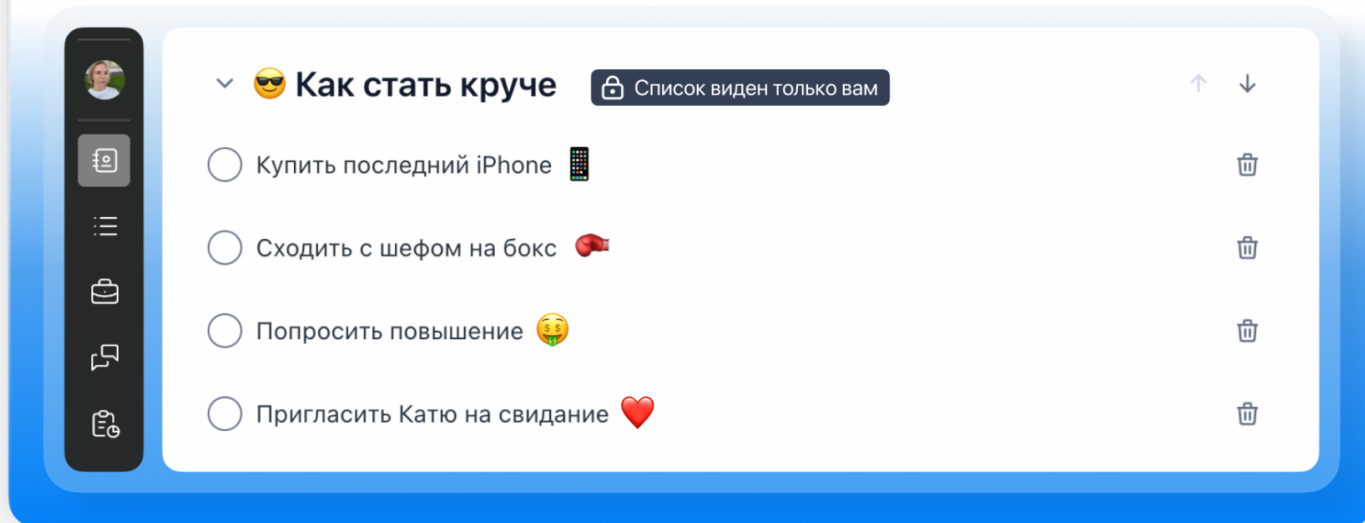 😎 Как стать круче
Список виден только вам
Купить последний iPhone 📱
Сходить с шефом на бокс 🥊
Попросить повышение 🤑
Пригласить Катю на свидание ❤️